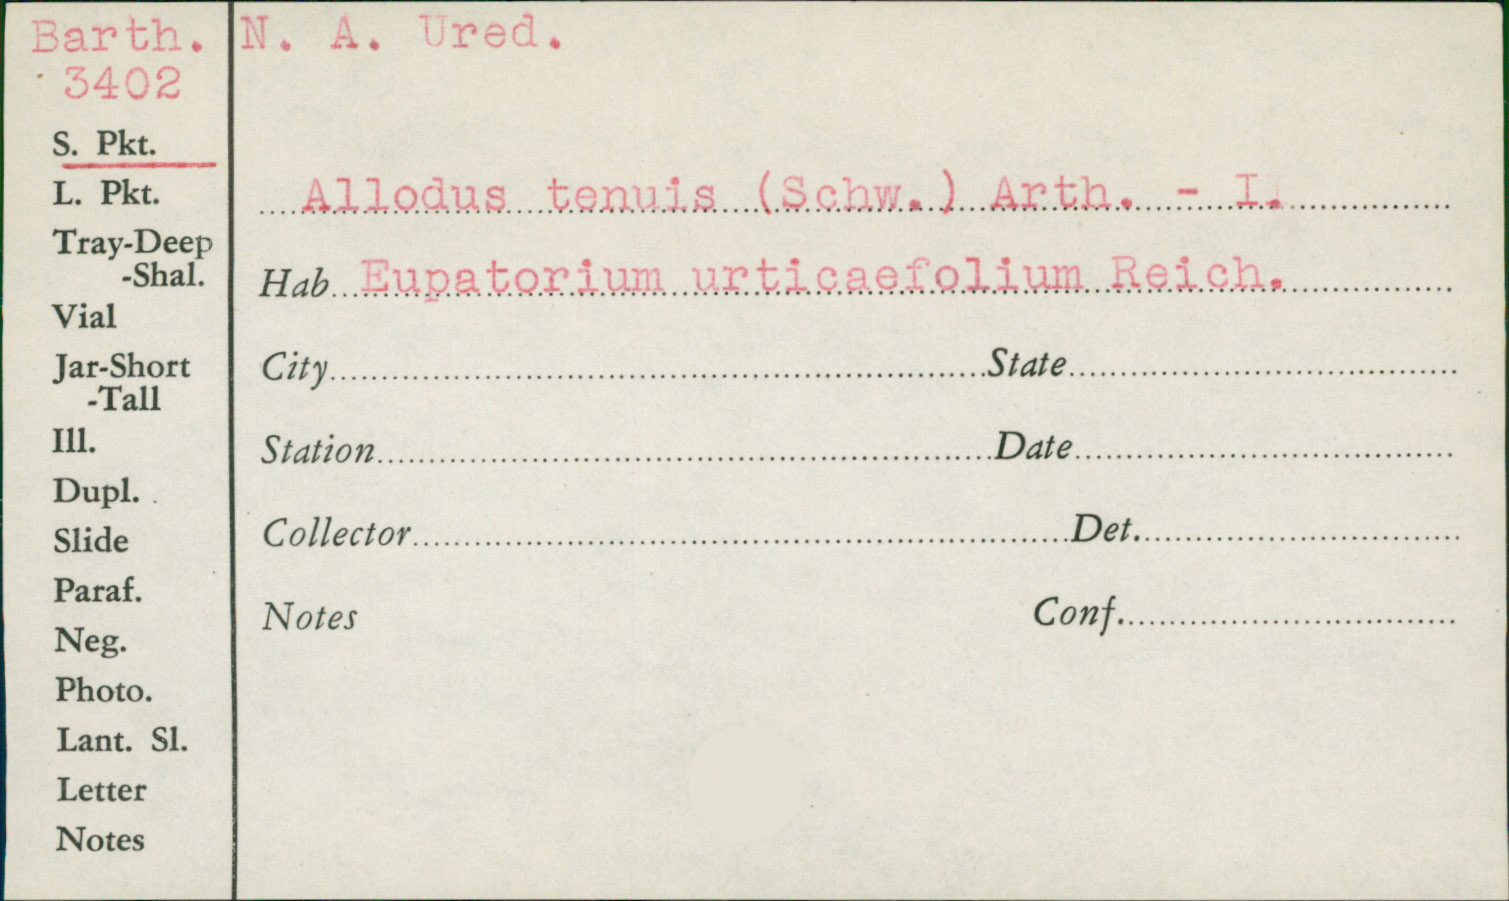 Barth. N. A. Ured.
3402
S. Pkt.
L. Pkt.
Tray-Deep
-Shal.
Vial
Jar-Short
-Tall
Ill.
Dupl.
Slide
Paraf.
Neg.
Photo.
Lant. Sl.
Letter
Notes
Allodus tenuis (Schw.) Arth. - I.
Hab Eupatorium urticaefolium Reich.
City State
Station Date
Collector Det.
Notes Conf.